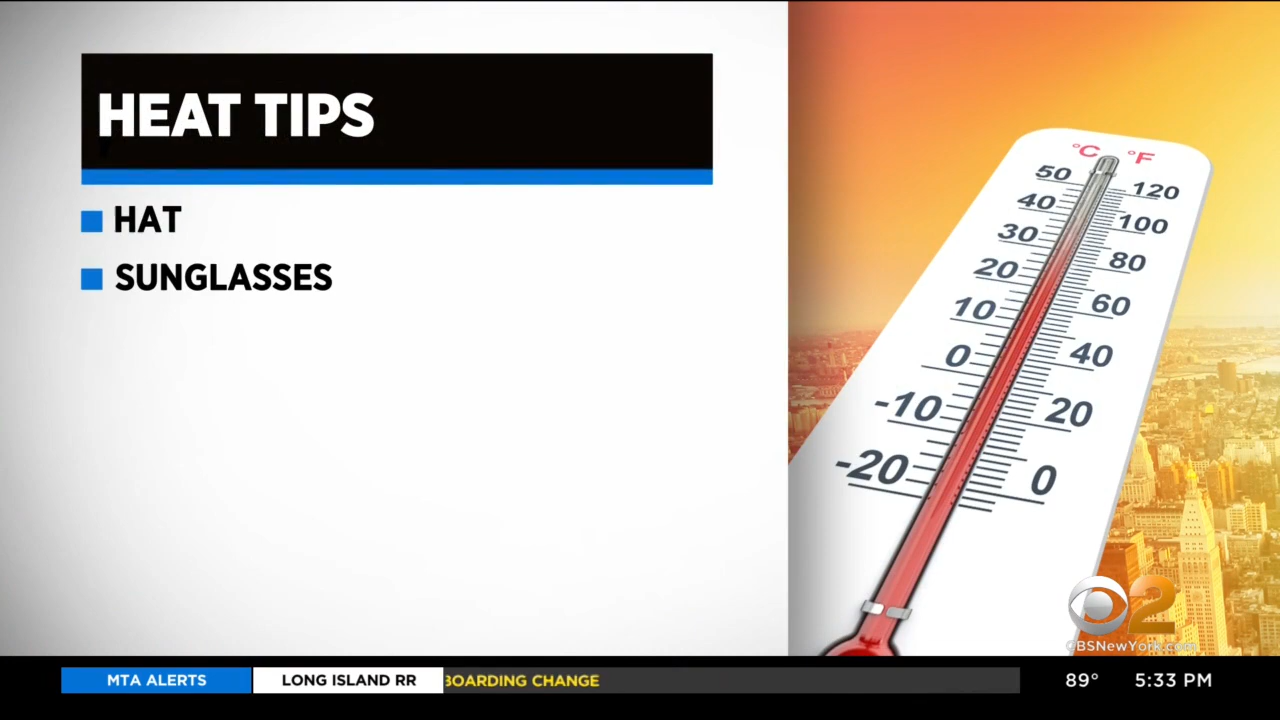 HEAT TIPS
HAT
SUNGLASSES
°C °F
50 120
40 100
30 80
20 60
10 40
0 20
-10 0
-20
2
CBSNewYork.com
MTA ALERTS LONG ISLAND RR BOARDING CHANGE 89° 5:33 PM